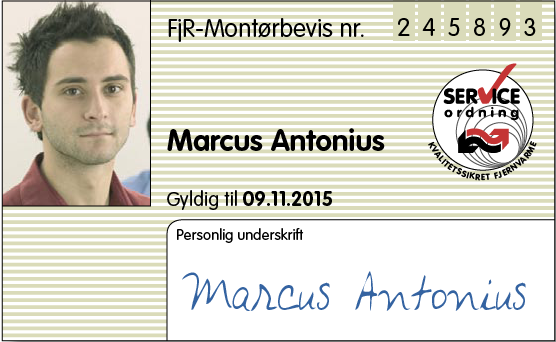 FjR-Montørbevis nr. 245893
SERVICE
ordning
KVALITETSSIKRET FJERNVARME
Marcus Antonius
Gyldig til 09.11.2015
Personlig underskrift
Marcus Antonius